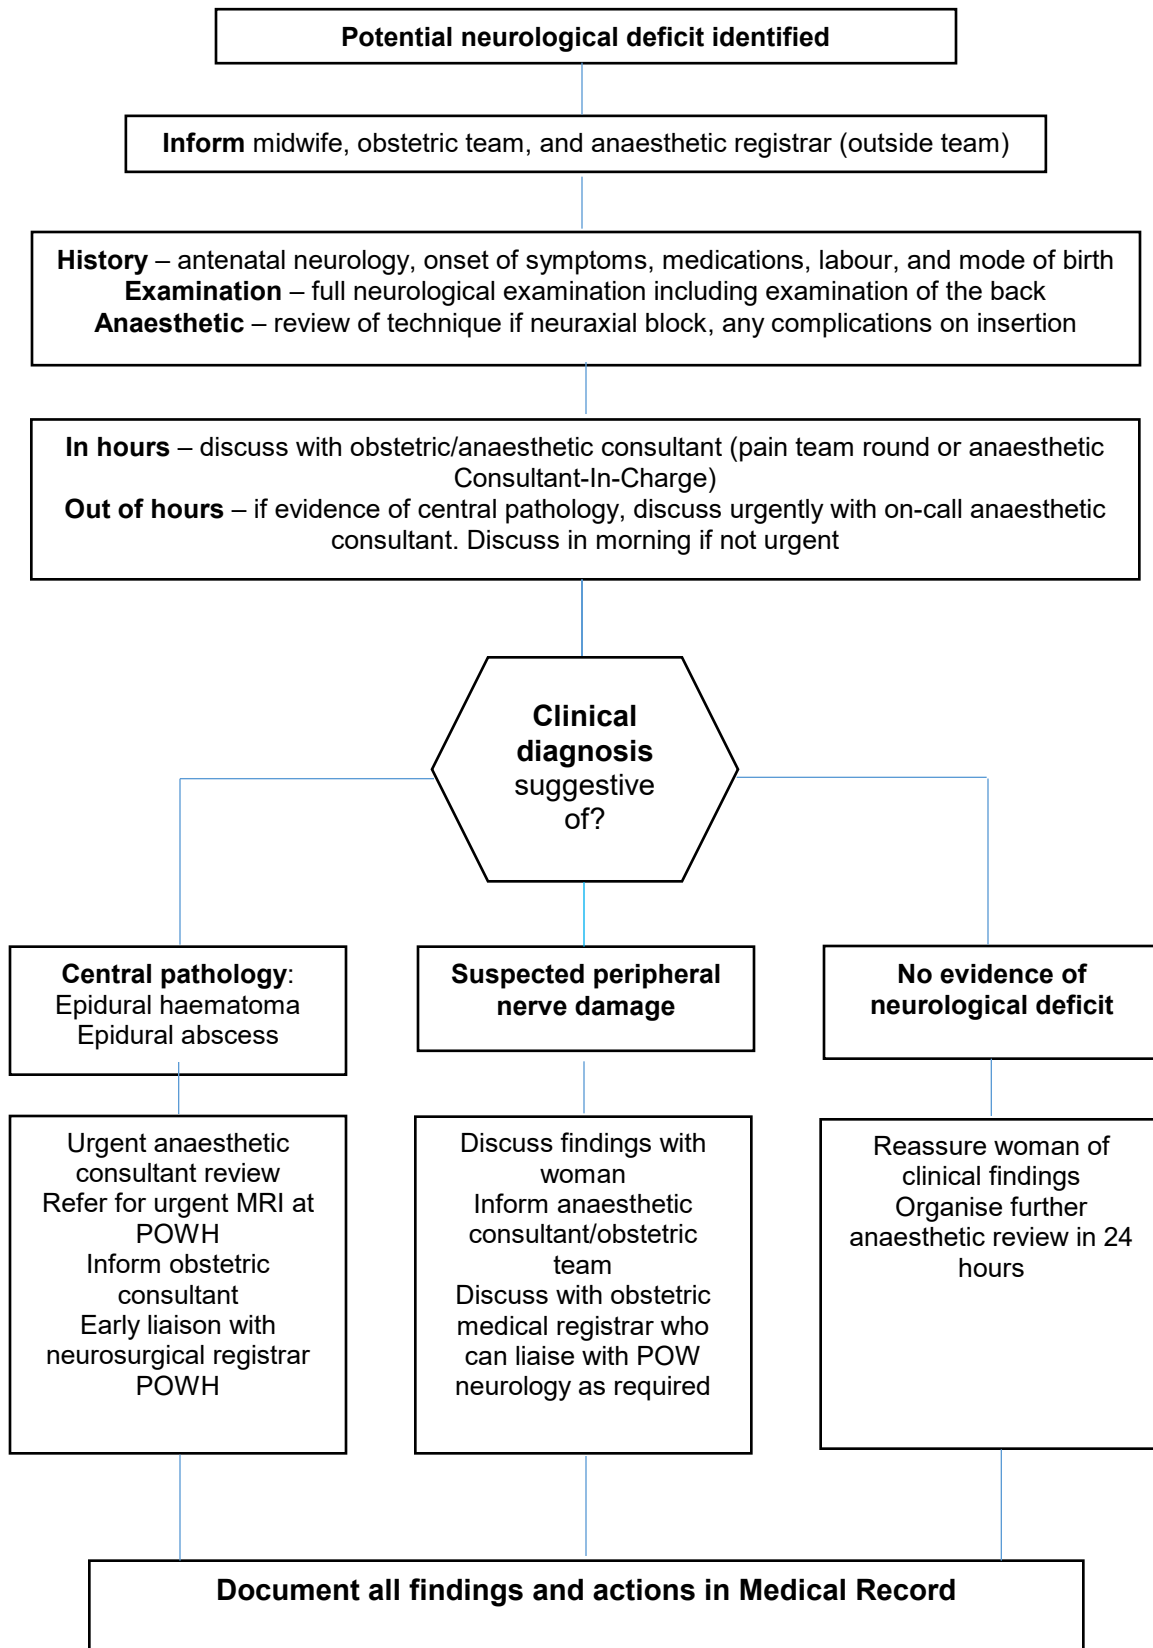 Potential neurological deficit identified
Inform midwife, obstetric team, and anaesthetic registrar (outside team)
History – antenatal neurology, onset of symptoms, medications, labour, and mode of birth
Examination – full neurological examination including examination of the back
Anaesthetic – review of technique if neuraxial block, any complications on insertion
In hours – discuss with obstetric/anaesthetic consultant (pain team round or anaesthetic
Consultant-In-Charge)
Out of hours – if evidence of central pathology, discuss urgently with on-call anaesthetic
consultant. Discuss in morning if not urgent
Clinical
diagnosis
suggestive
of?
Central pathology:
Epidural haematoma
Epidural abscess
Urgent anaesthetic
consultant review
Refer for urgent MRI at
POWH
Inform obstetric
consultant
Early liaison with
neurosurgical registrar
POWH
Suspected peripheral
nerve damage
Discuss findings with
woman
Inform anaesthetic
consultant/obstetric
team
Discuss with obstetric
medical registrar who
can liaise with POW
neurology as required
No evidence of
neurological deficit
Reassure woman of
clinical findings
Organise further
anaesthetic review in 24
hours
Document all findings and actions in Medical Record